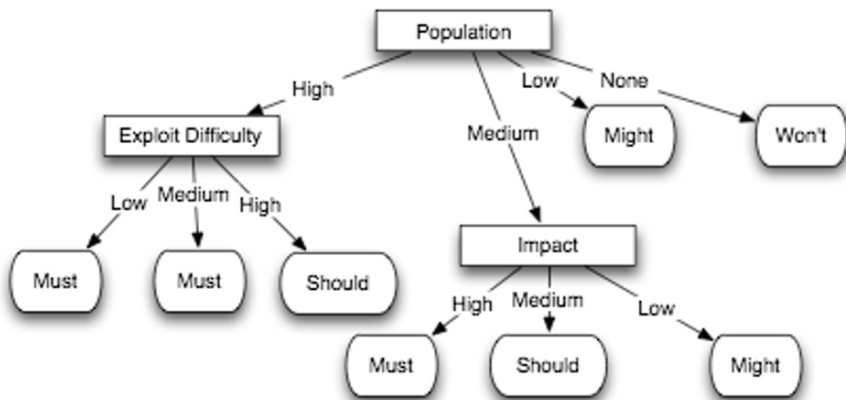 Population
High
Low
None
Exploit Difficulty
Medium
Might
Won't
Low
Medium
High
Impact
Must
Must
Should
High
Medium
Low
Must
Should
Might